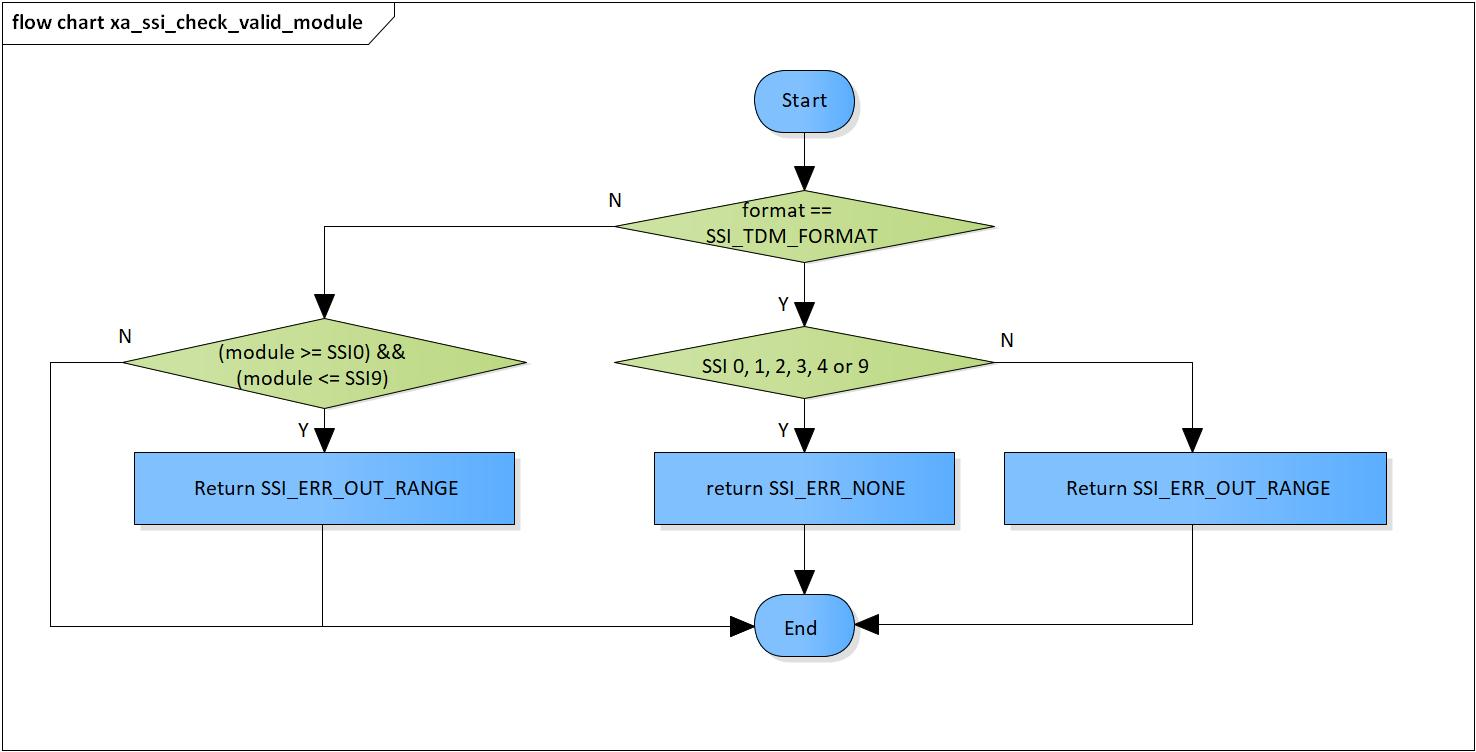 flow chart xa_ssi_check_valid_module
Start
N
format ==
SSI_TDM_FORMAT
Y
N
(module >= SSI0) &&
(module <= SSI9)
SSI 0, 1, 2, 3, 4 or 9
N
Y
Y
Return SSI_ERR_OUT_RANGE
return SSI_ERR_NONE
Return SSI_ERR_OUT_RANGE
End